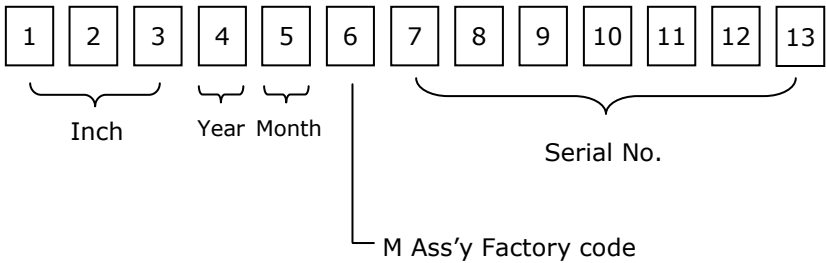 1 2 3 4 5 6 7 8 9 10 11 12 13
Inch Year Month
Serial No.
M Ass’y Factory code